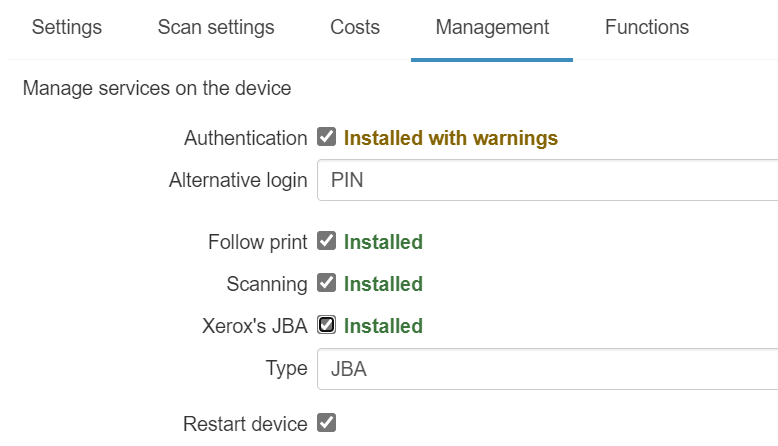 Settings Scan settings Costs Management Functions
Manage services on the device
Authentication Installed with warnings
Alternative login PIN
Follow print Installed
Scanning Installed
Xerox's JBA Installed
Type JBA
Restart device